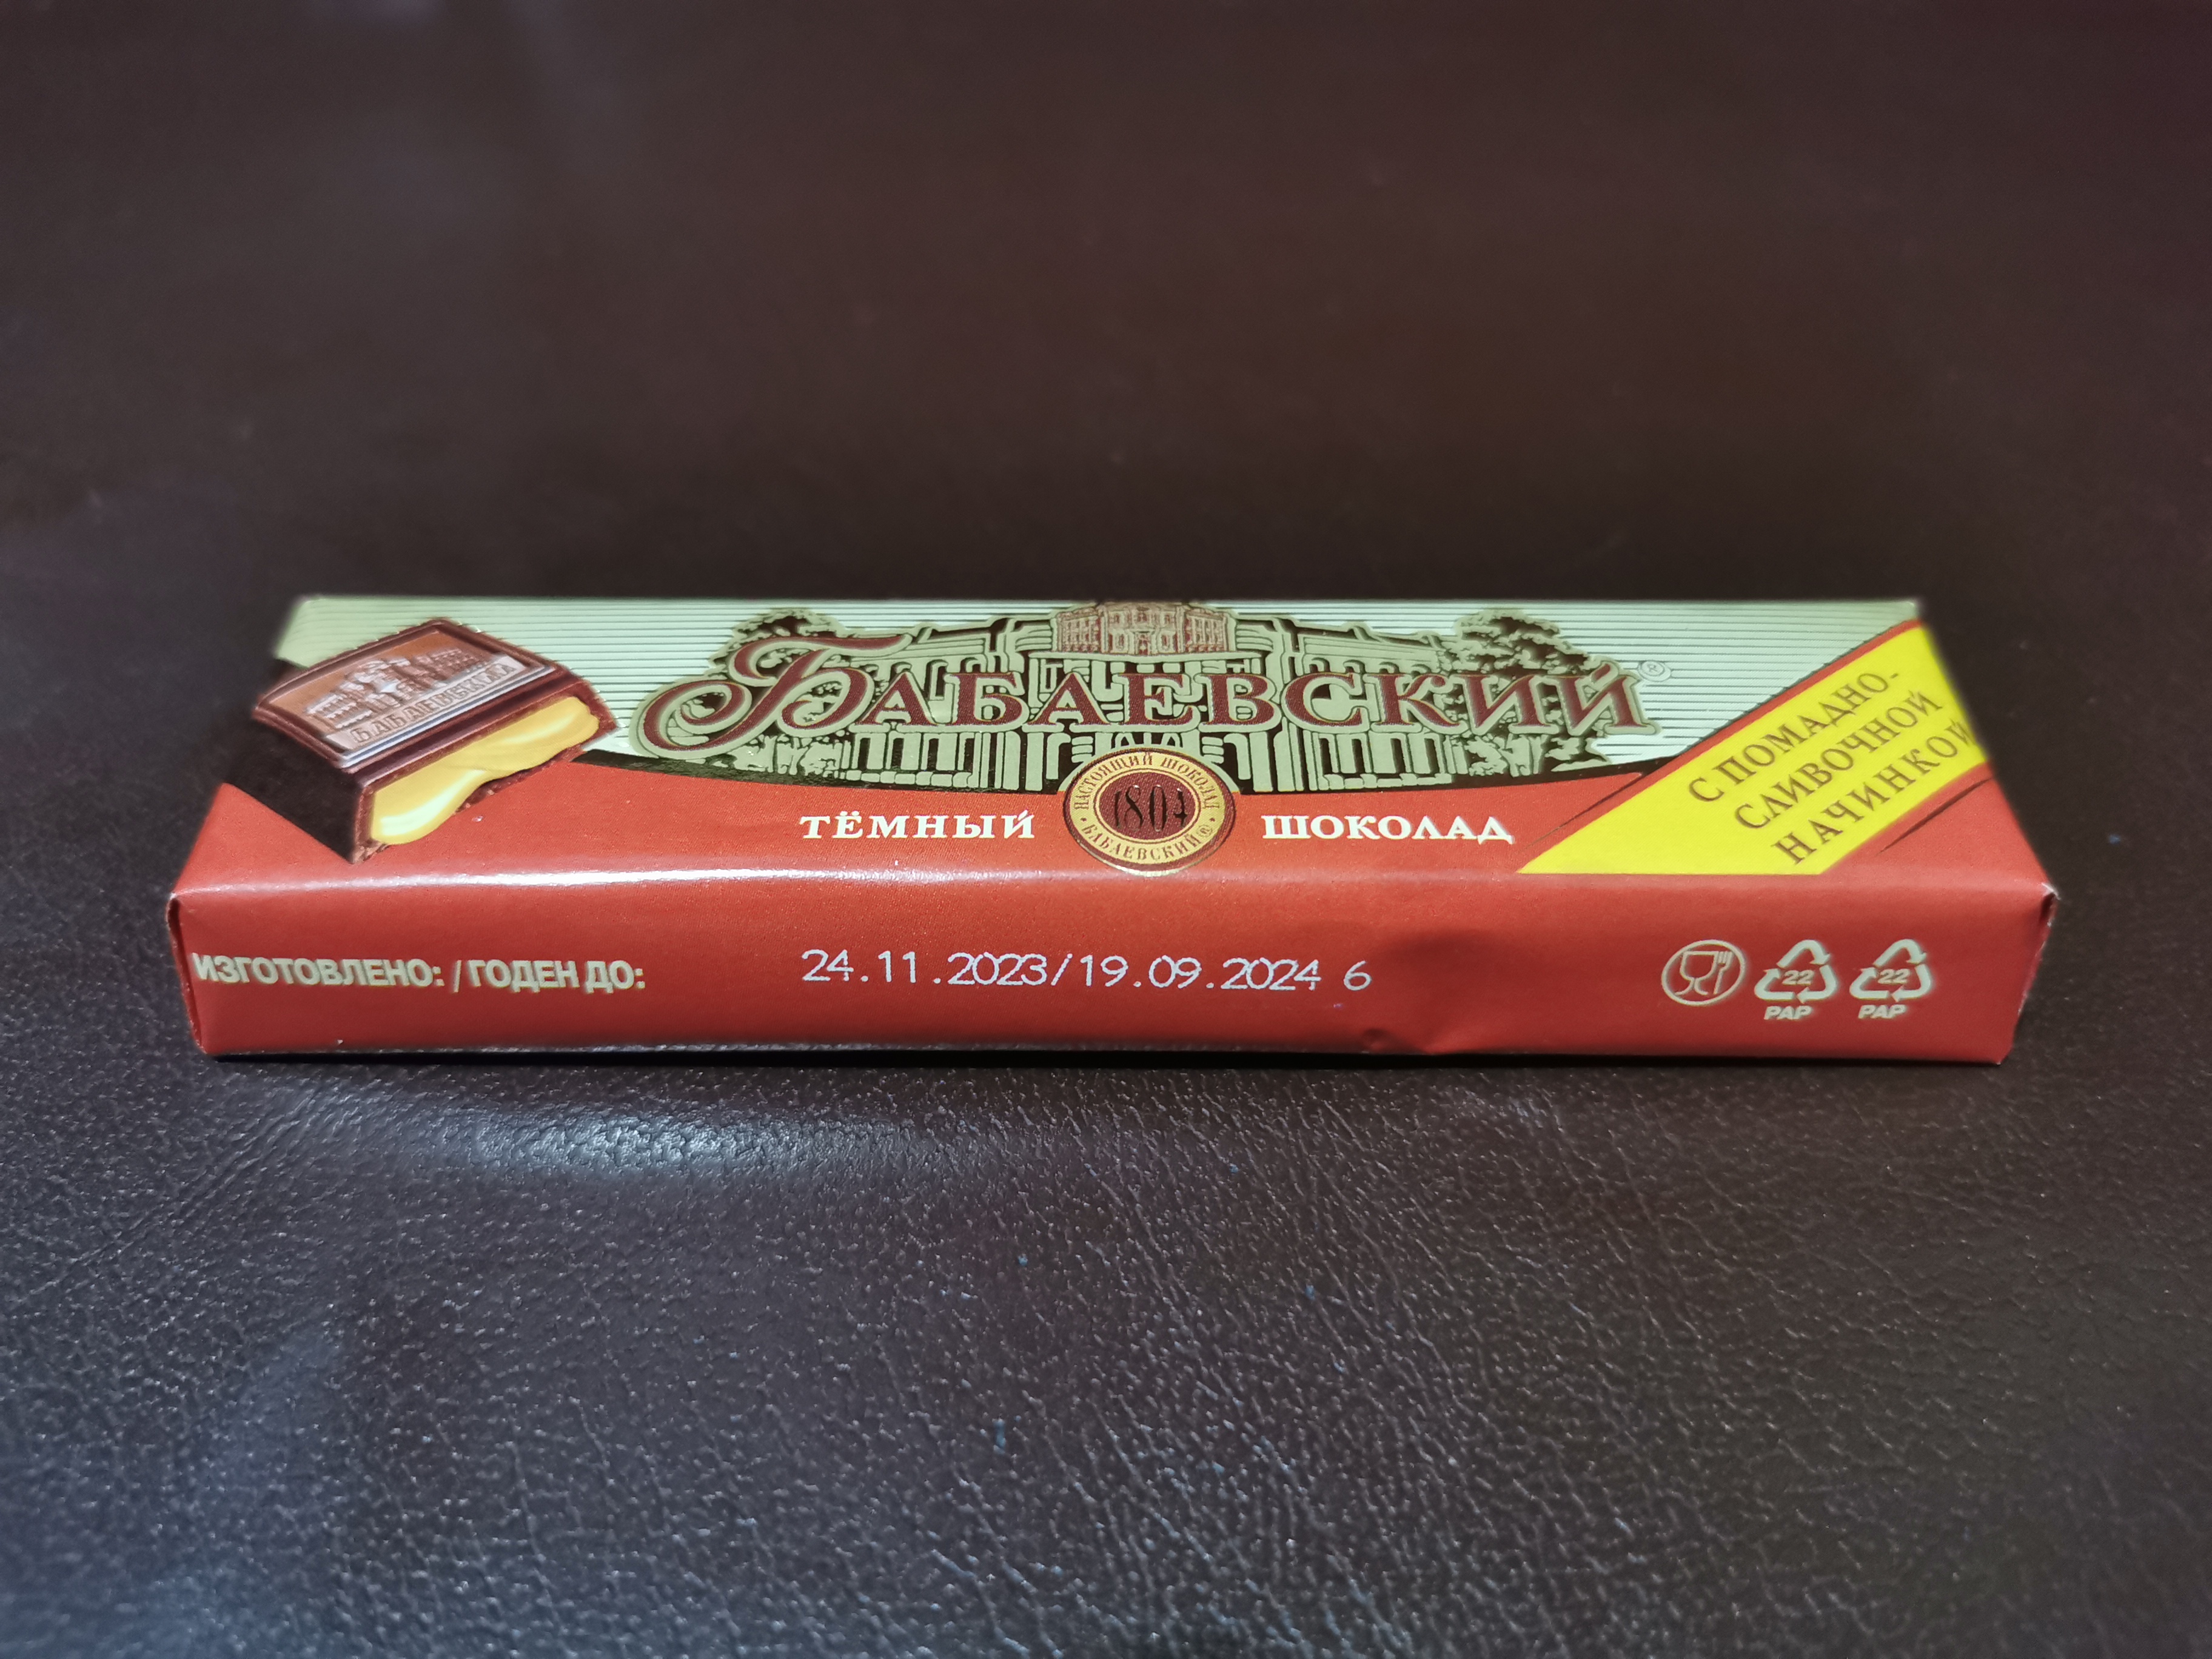 БАБАЕВСКИЙ
БАБАЕВСКИЙ®
С ПОМАДНО-
СЛИВОЧНОЙ
НАЧИНКОЙ
НАСТОЯЩИЙ ШОКОЛАД
1804
• БАБАЕВСКИЙ® •
ТЁМНЫЙ ШОКОЛАД
ИЗГОТОВЛЕНО: / ГОДЕН ДО: 24.11.2023/19.09.2024 6
22 22
PAP PAP